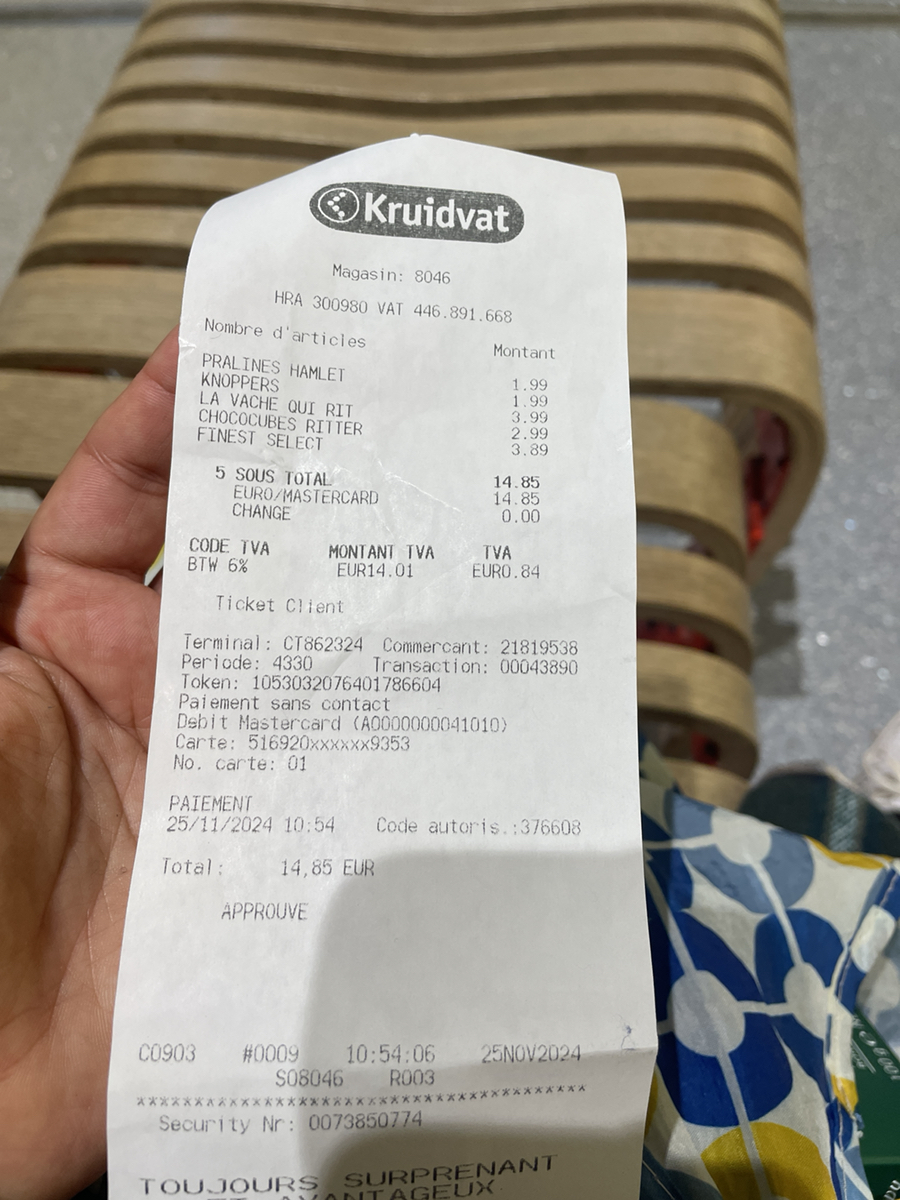 Kruidvat
Magasin: 8046
HRA 300980 VAT 446.891.668
Nombre d'articles Montant
PRALINES HAMLET 1.99
KNOPPERS 1.99
LA VACHE QUI RIT 3.99
CHOCOCUBES RITTER 2.99
FINEST SELECT 3.89
5 SOUS TOTAL 14.85
EURO/MASTERCARD 14.85
CHANGE 0.00
CODE TVA MONTANT TVA TVA
BTW 6% EUR14.01 EUR0.84
Ticket Client
Terminal: CT862324 Commercant: 21819538
Periode: 4330 Transaction: 00043890
Token: 1053032076401786604
Paiement sans contact
Debit Mastercard (A0000000041010)
Carte: 516920xxxxxx9353
No. carte: 01
PAIEMENT
25/11/2024 10:54 Code autoris.:376608
Total: 14,85 EUR
APPROUVE
C0903 #0009 10:54:06 25NOV2024
S08046 R003
****************************************
Security Nr: 0073850774
TOUJOURS SURPRENANT
ET AVANTAGEUX